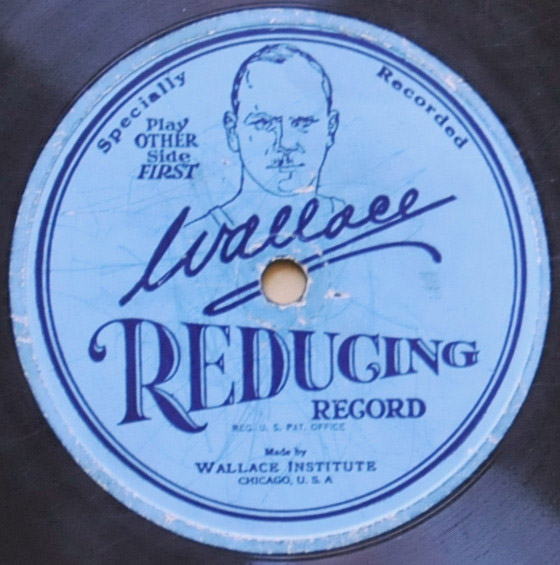 Specially Recorded
Play
OTHER
Side
FIRST
Wallace
REDUCING
RECORD
REG. U. S. PAT. OFFICE
Made by
WALLACE INSTITUTE
CHICAGO, U. S. A